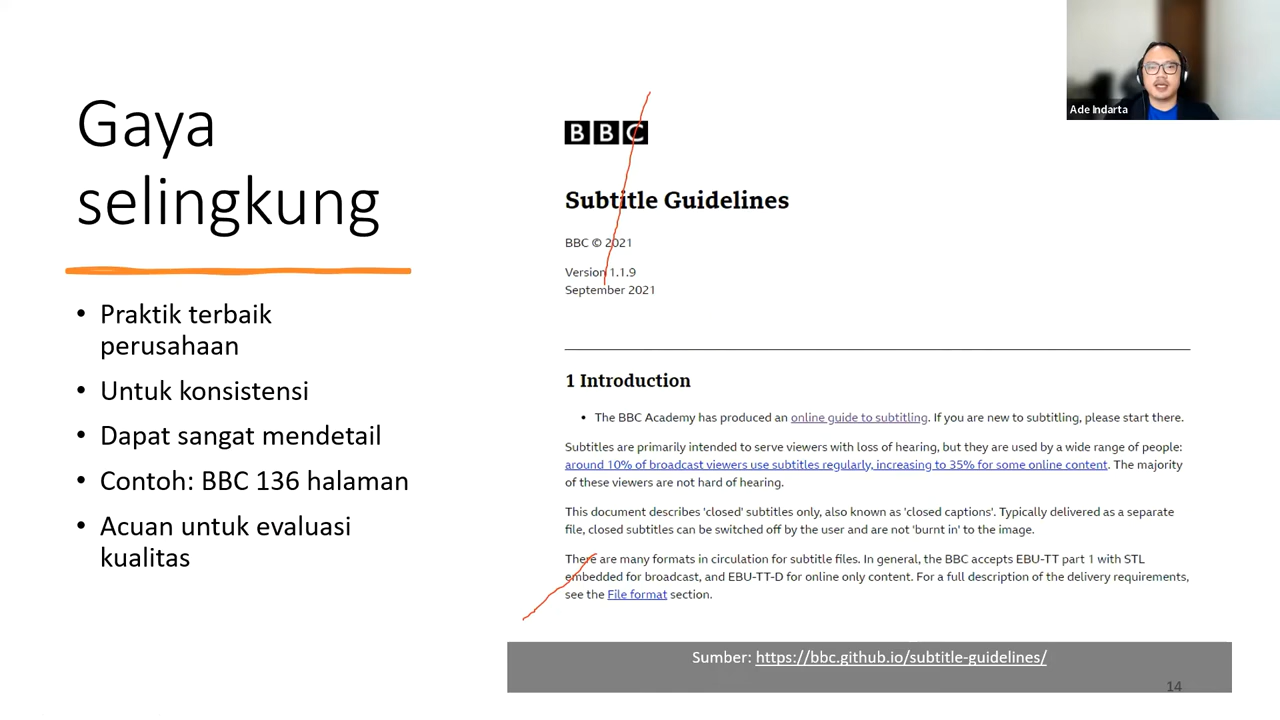 Gaya
selingkung
• Praktik terbaik
perusahaan
• Untuk konsistensi
• Dapat sangat mendetail
• Contoh: BBC 136 halaman
• Acuan untuk evaluasi
kualitas
BBC
Subtitle Guidelines
BBC © 2021
Version 1.1.9
September 2021
1 Introduction
• The BBC Academy has produced an online guide to subtitling. If you are new to subtitling, please start there.
Subtitles are primarily intended to serve viewers with loss of hearing, but they are used by a wide range of people:
around 10% of broadcast viewers use subtitles regularly, increasing to 35% for some online content. The majority
of these viewers are not hard of hearing.
This document describes 'closed' subtitles only, also known as 'closed captions'. Typically delivered as a separate
file, closed subtitles can be switched off by the user and are not 'burnt in' to the image.
There are many formats in circulation for subtitle files. In general, the BBC accepts EBU-TT part 1 with STL
embedded for broadcast, and EBU-TT-D for online only content. For a full description of the delivery requirements,
see the File format section.
Sumber: https://bbc.github.io/subtitle-guidelines/
14
Ade Indarta